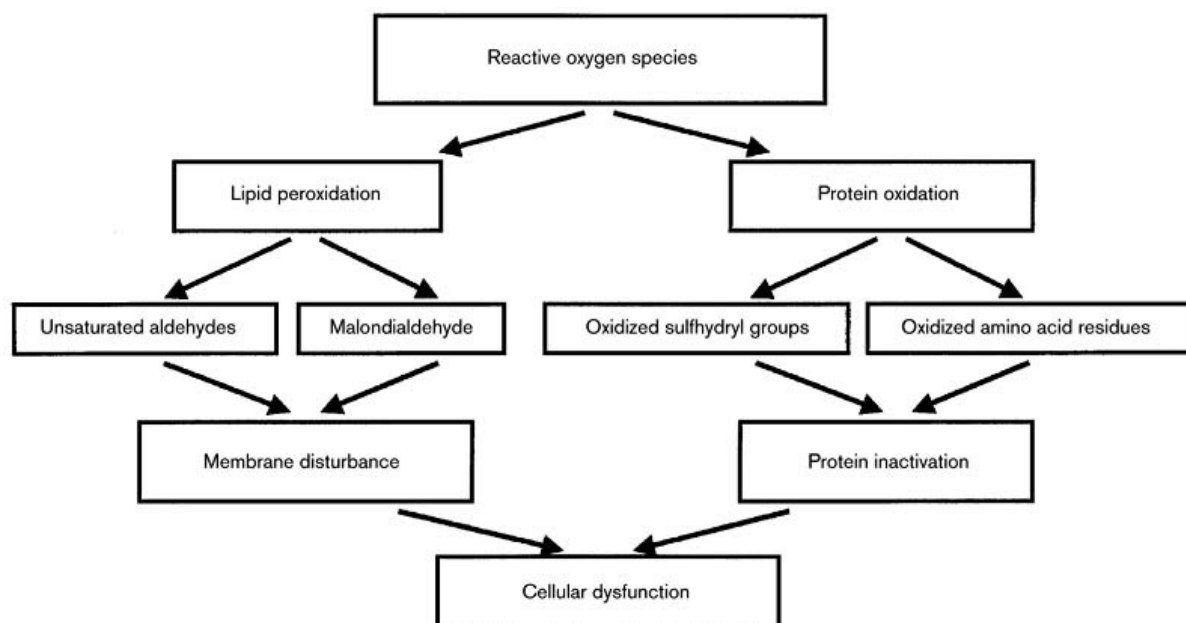 Reactive oxygen species
Lipid peroxidation
Protein oxidation
Unsaturated aldehydes
Malondialdehyde
Oxidized sulfhydryl groups
Oxidized amino acid residues
Membrane disturbance
Protein inactivation
Cellular dysfunction